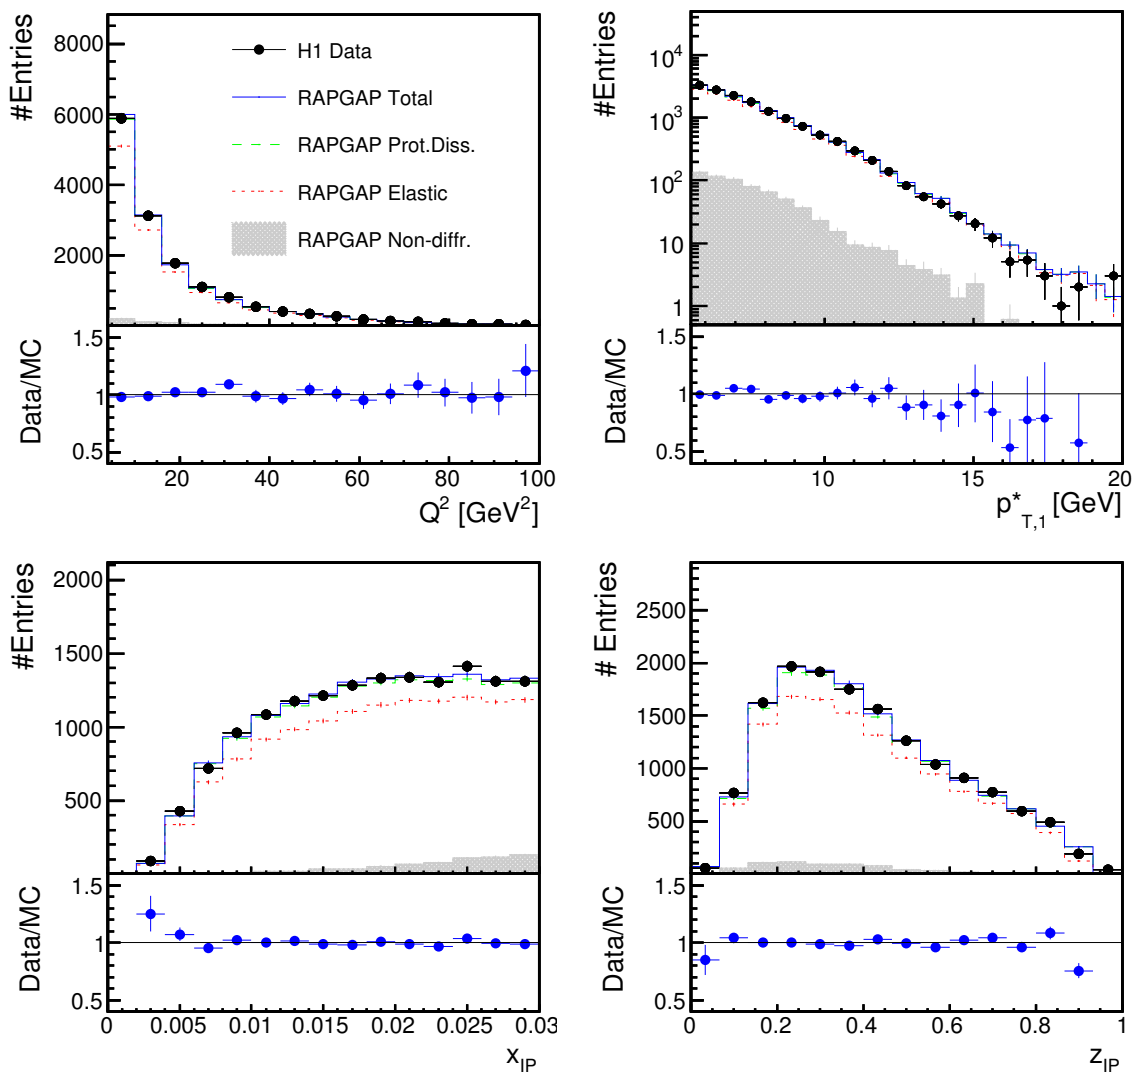 #Entries
8000
6000
4000
2000
H1 Data
RAPGAP Total
RAPGAP Prot.Diss.
RAPGAP Elastic
RAPGAP Non-diffr.
Data/MC
1.5
1
0.5
20 40 60 80 100
Q² [GeV²]
#Entries
10⁴
10³
10²
10
1
Data/MC
1.5
1
0.5
10 15 20
p*T,1 [GeV]
#Entries
2000
1500
1000
500
Data/MC
1.5
1
0.5
0 0.005 0.01 0.015 0.02 0.025 0.03
xIP
# Entries
2500
2000
1500
1000
500
Data/MC
1.5
1
0.5
0 0.2 0.4 0.6 0.8 1
zIP